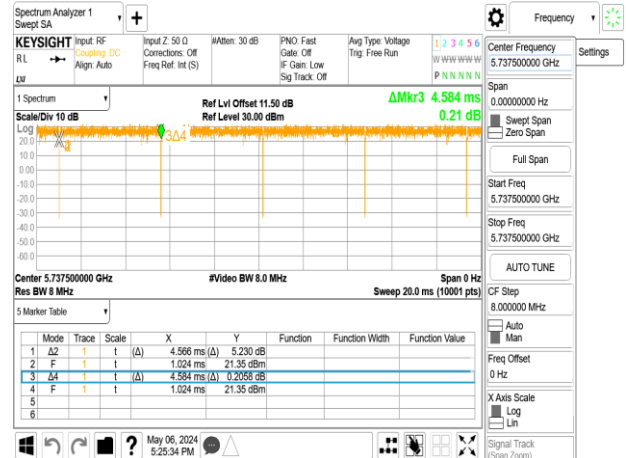 Spectrum Analyzer 1
Swept SA
Frequency
KEYSIGHT
Input: RF
Coupling: DC
Align: Auto
Input Z: 50 Ω
Corrections: Off
Freq Ref: Int (S)
#Atten: 30 dB
PNO: Fast
Gate: Off
IF Gain: Low
Sig Track: Off
Avg Type: Voltage
Trig: Free Run
1 2 3 4 5 6
W W W W W W
P N N N N N
RL
LXI
1 Spectrum
Scale/Div 10 dB
Ref Lvl Offset 11.50 dB
Ref Level 30.00 dBm
ΔMkr3 4.584 ms
0.21 dB
Log
20.0
10.0
0.00
-10.0
-20.0
-30.0
-40.0
-50.0
-60.0
3Δ4
Center 5.737500000 GHz
Res BW 8 MHz
#Video BW 8.0 MHz
Span 0 Hz
Sweep 20.0 ms (10001 pts)
5 Marker Table
Mode Trace Scale X Y Function Function Width Function Value
1 Δ2 1 t (Δ) 4.566 ms (Δ) 5.230 dB
2 F 1 t 1.024 ms 21.35 dBm
3 Δ4 1 t (Δ) 4.584 ms (Δ) 0.2058 dB
4 F 1 t 1.024 ms 21.35 dBm
5
6
?
May 06, 2024
5:25:34 PM
Center Frequency
5.737500000 GHz
Settings
Span
0.00000000 Hz
Swept Span
Zero Span
Full Span
Start Freq
5.737500000 GHz
Stop Freq
5.737500000 GHz
AUTO TUNE
CF Step
8.000000 MHz
Auto
Man
Freq Offset
0 Hz
X Axis Scale
Log
Lin
Signal Track
(Span Zoom)